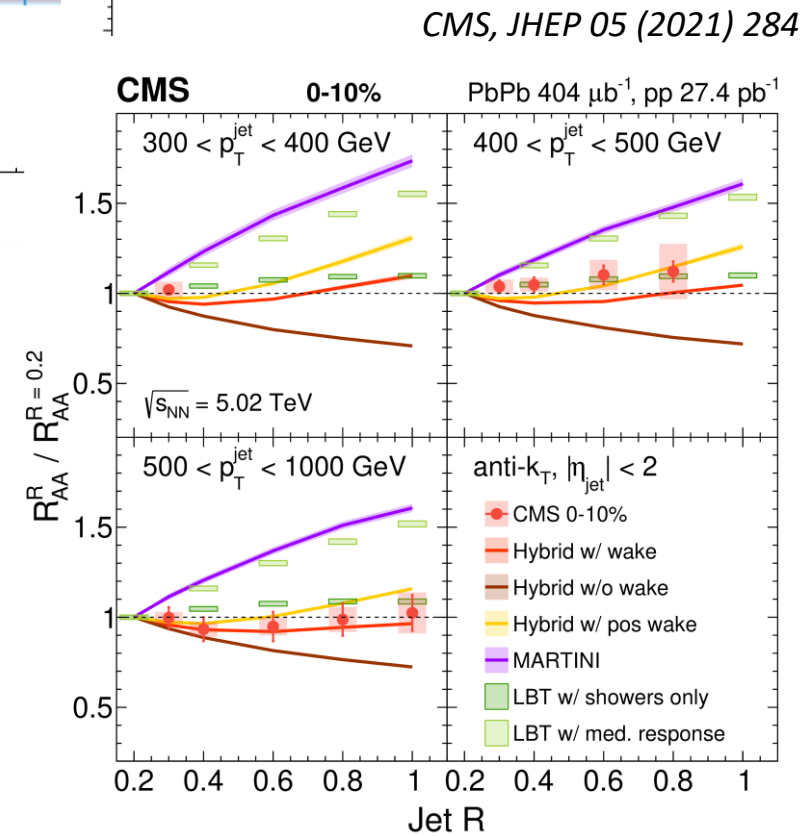 CMS, JHEP 05 (2021) 284
CMS 0-10% PbPb 404 μb⁻¹, pp 27.4 pb⁻¹
300 < p_T^jet < 400 GeV
400 < p_T^jet < 500 GeV
1.5
1
0.5
√s_NN = 5.02 TeV
R_AA^R / R_AA^R = 0.2
500 < p_T^jet < 1000 GeV
anti-k_T, |η_jet| < 2
1.5
1
0.5
CMS 0-10%
Hybrid w/ wake
Hybrid w/o wake
Hybrid w/ pos wake
MARTINI
LBT w/ showers only
LBT w/ med. response
0.2 0.4 0.6 0.8 1 0.2 0.4 0.6 0.8 1
Jet R